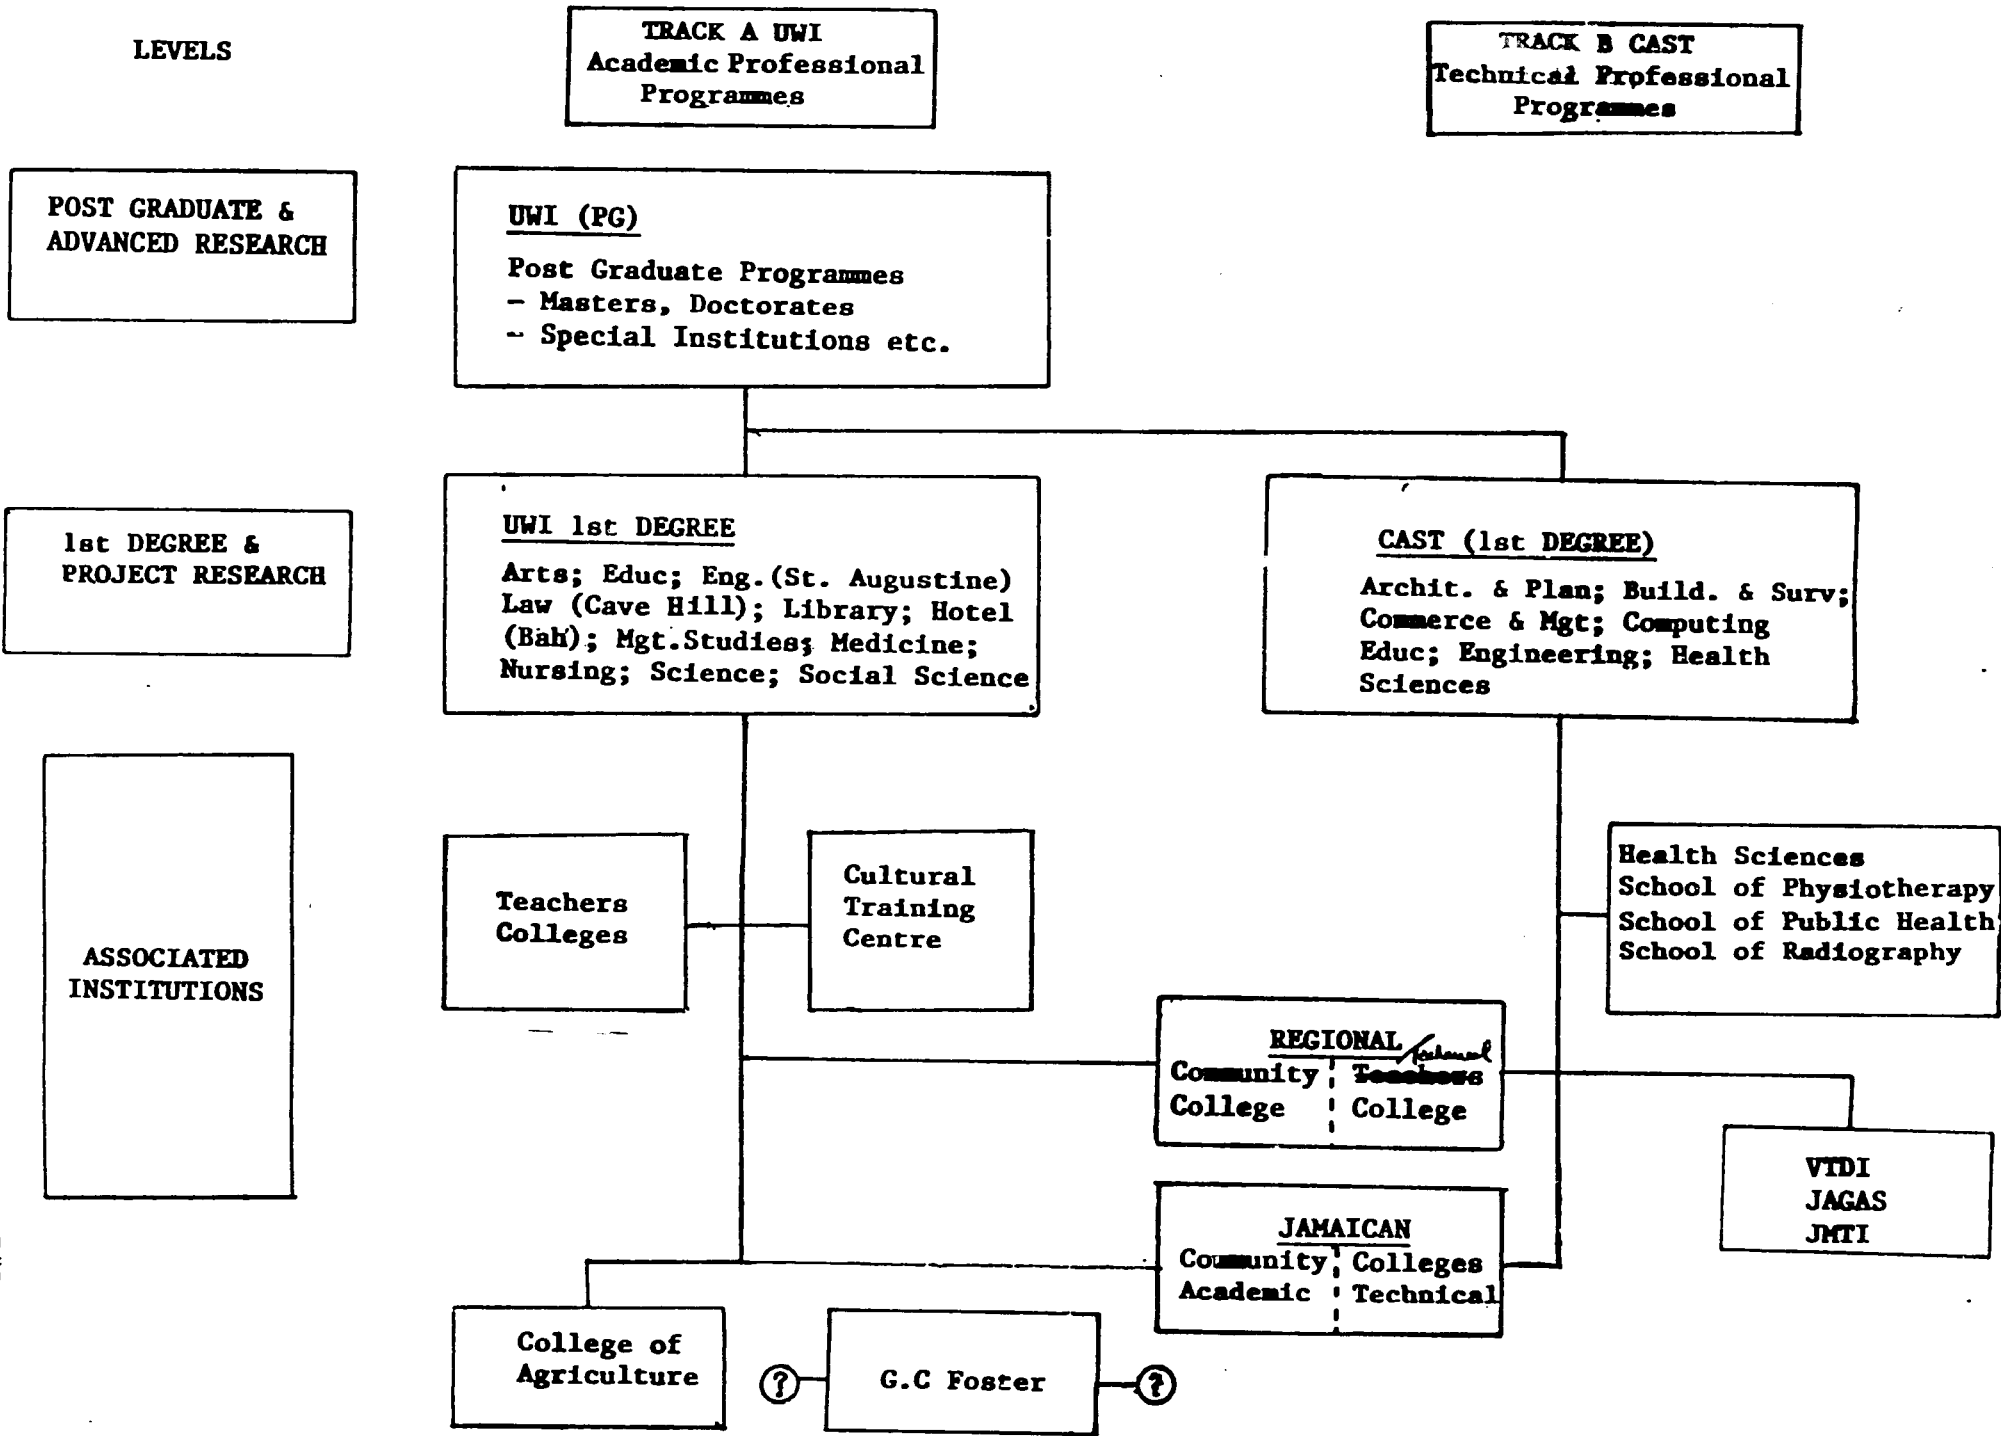 LEVELS
TRACK A UWI
Academic Professional
Programmes
TRACK B CAST
Technical Professional
Programmes
POST GRADUATE &
ADVANCED RESEARCH
UWI (PG)
Post Graduate Programmes
- Masters, Doctorates
- Special Institutions etc.
1st DEGREE &
PROJECT RESEARCH
UWI 1st DEGREE
Arts; Educ; Eng.(St. Augustine)
Law (Cave Hill); Library; Hotel
(Bah); Mgt.Studies; Medicine;
Nursing; Science; Social Science
CAST (1st DEGREE)
Archit. & Plan; Build. & Surv;
Commerce & Mgt; Computing
Educ; Engineering; Health
Sciences
ASSOCIATED
INSTITUTIONS
Teachers
Colleges
Cultural
Training
Centre
Health Sciences
School of Physiotherapy
School of Public Health
School of Radiography
REGIONAL
Technical
Community Teachers
College College
VTDI
JAGAS
JMTI
JAMAICAN
Community Colleges
Academic Technical
College of
Agriculture
? G.C Foster ?